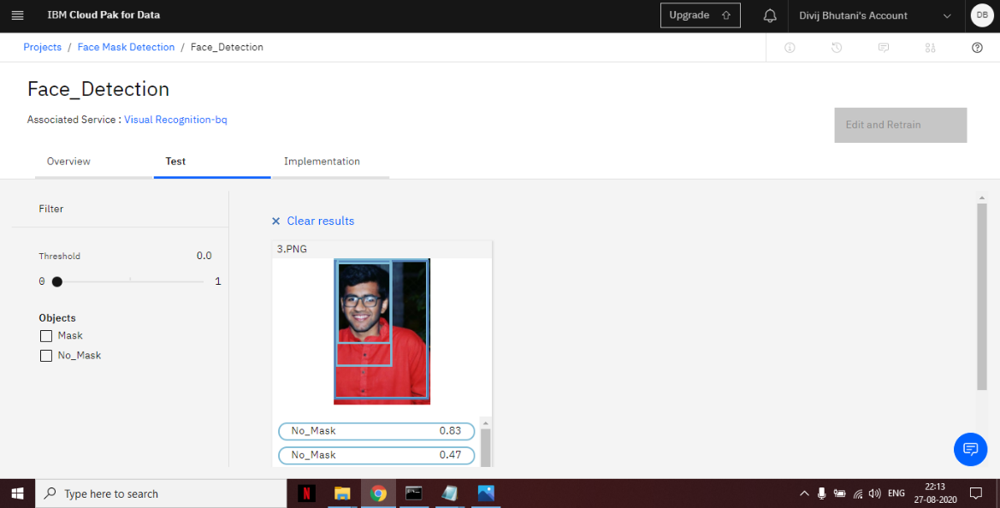 IBM Cloud Pak for Data
Upgrade
Divij Bhutani's Account
DB
Projects / Face Mask Detection / Face_Detection
Face_Detection
Associated Service : Visual Recognition-bq
Edit and Retrain
Overview
Test
Implementation
Filter
Threshold 0.0
0 1
Objects
Mask
No_Mask
× Clear results
3.PNG
No_Mask 0.83
No_Mask 0.47
Type here to search
N
ENG
22:13
27-08-2020